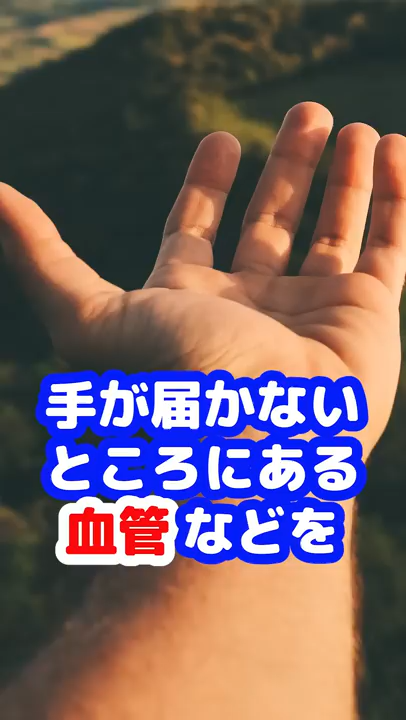 手が届かない
ところにある
血管などを